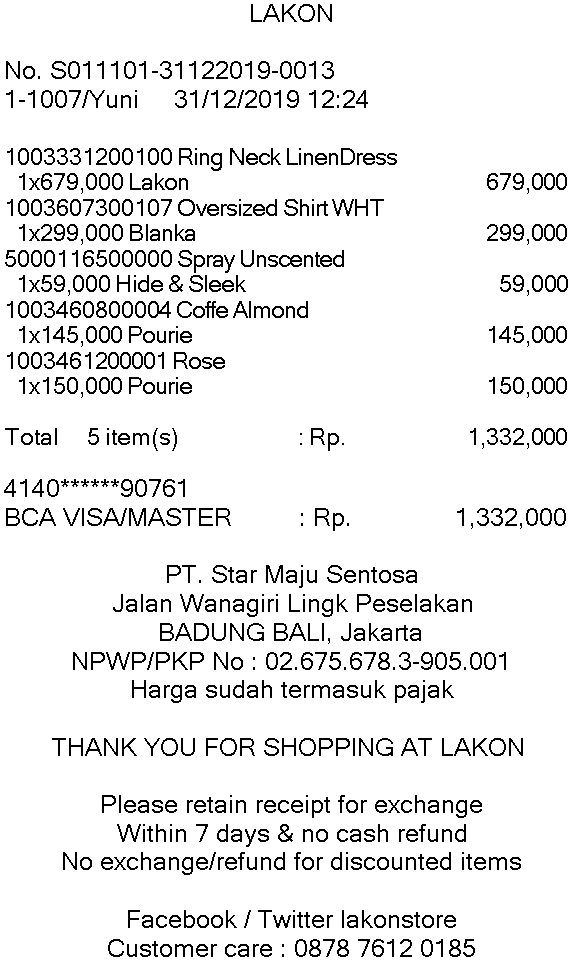 LAKON
No. S011101-31122019-0013
1-1007/Yuni 31/12/2019 12:24
1003331200100 Ring Neck LinenDress
1x679,000 Lakon 679,000
1003607300107 Oversized Shirt WHT
1x299,000 Blanka 299,000
5000116500000 Spray Unscented
1x59,000 Hide & Sleek 59,000
1003460800004 Coffe Almond
1x145,000 Pourie 145,000
1003461200001 Rose
1x150,000 Pourie 150,000
Total 5 item(s) : Rp. 1,332,000
4140******90761
BCA VISA/MASTER : Rp. 1,332,000
PT. Star Maju Sentosa
Jalan Wanagiri Lingk Peselakan
BADUNG BALI, Jakarta
NPWP/PKP No : 02.675.678.3-905.001
Harga sudah termasuk pajak
THANK YOU FOR SHOPPING AT LAKON
Please retain receipt for exchange
Within 7 days & no cash refund
No exchange/refund for discounted items
Facebook / Twitter lakonstore
Customer care : 0878 7612 0185